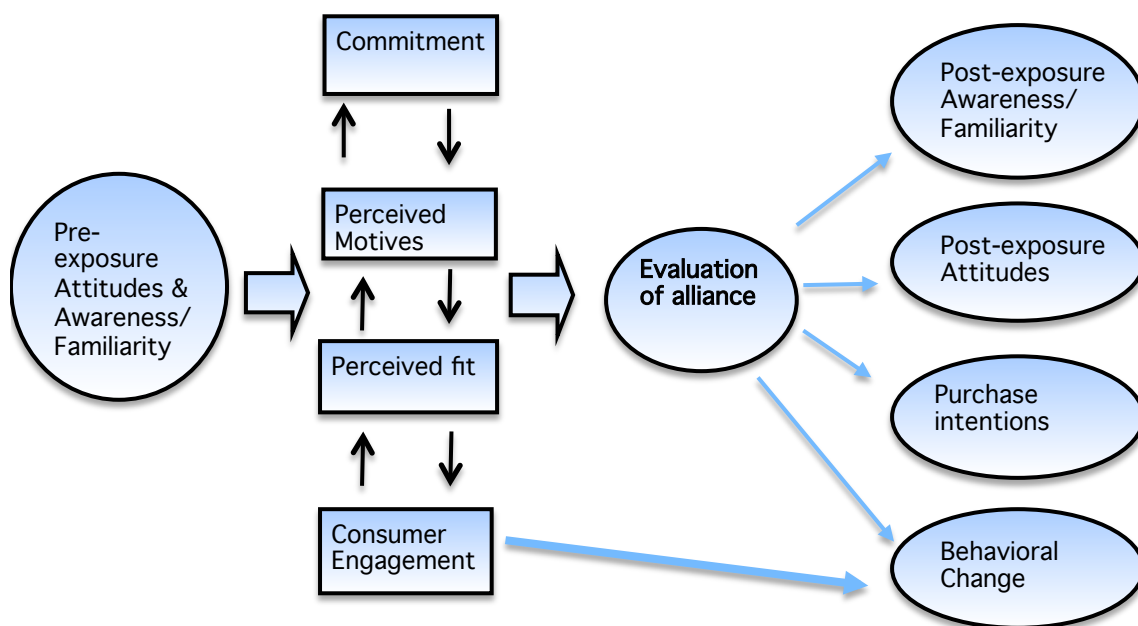 Commitment
Post-exposure
Awareness/
Familiarity
Pre-
exposure
Attitudes &
Awareness/
Familiarity
Perceived
Motives
Evaluation
of alliance
Post-exposure
Attitudes
Perceived fit
Purchase
intentions
Consumer
Engagement
Behavioral
Change